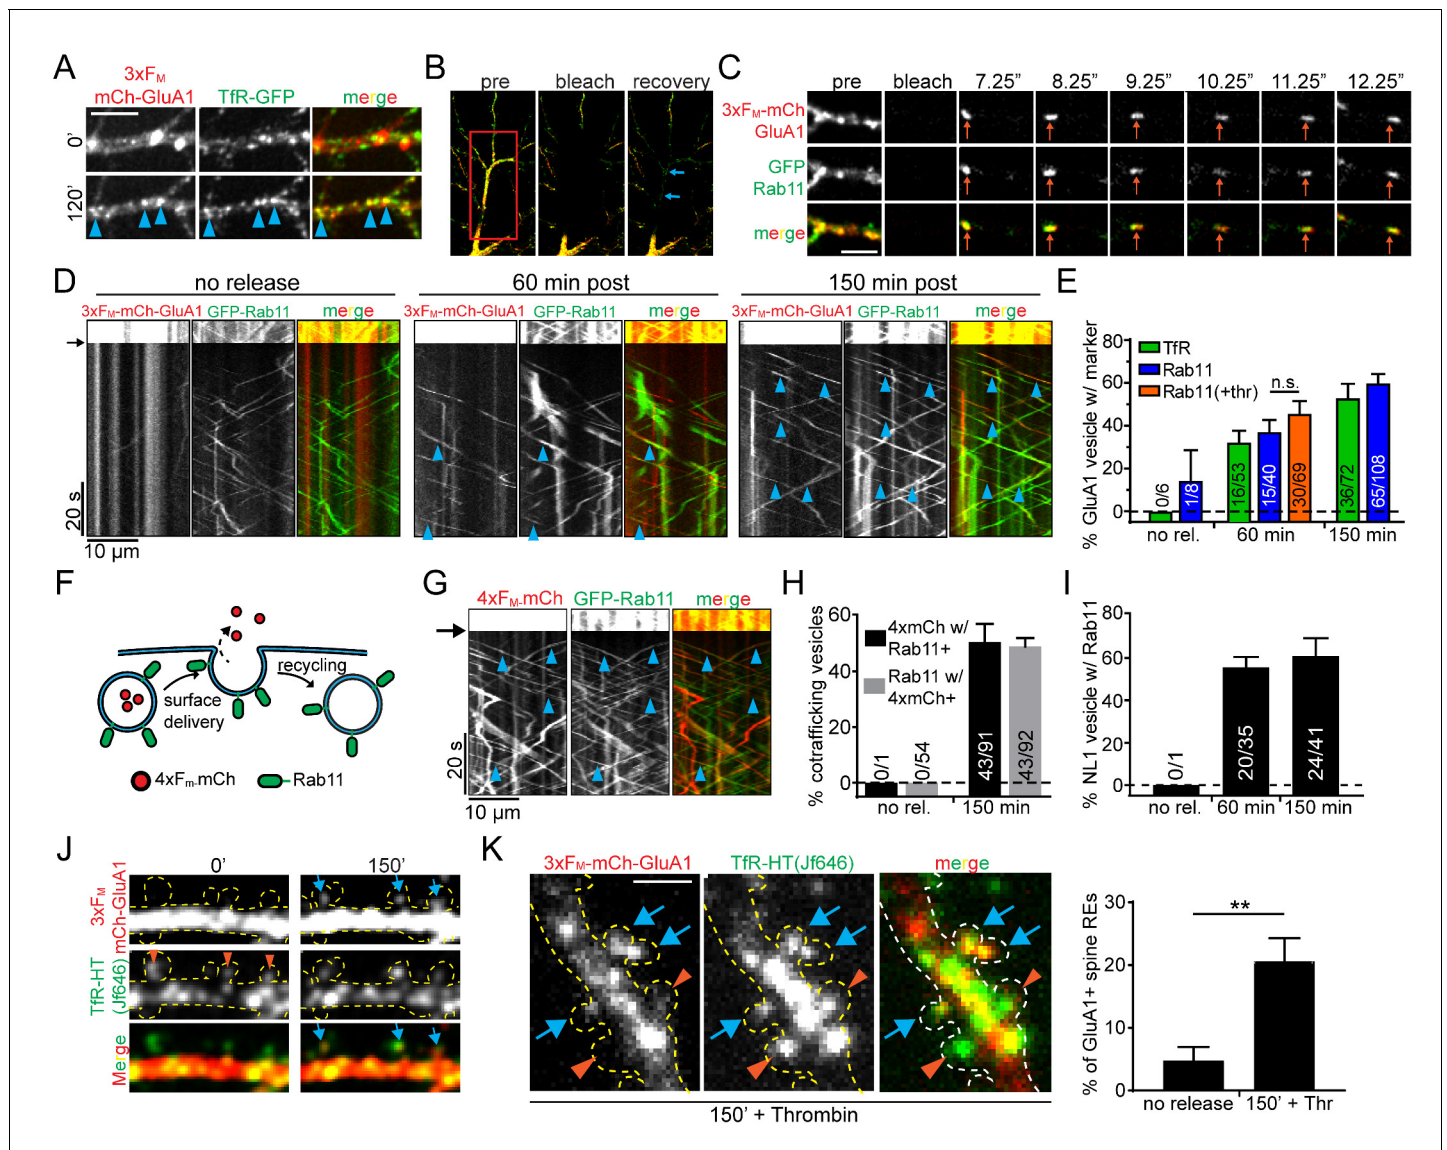 A
3xFM
mCh-GluA1 TfR-GFP merge
0’
120’
B
pre bleach recovery
C
pre bleach 7.25” 8.25” 9.25” 10.25” 11.25” 12.25”
3xFM-mCh
GluA1
GFP
Rab11
merge
D
no release 60 min post 150 min post
3xFM-mCh-GluA1 GFP-Rab11 merge 3xFM-mCh-GluA1 GFP-Rab11 merge 3xFM-mCh-GluA1 GFP-Rab11 merge
20 s
10 µm
E
% GluA1 vesicle w/ marker
80
60
40
20
0
TfR
Rab11
Rab11(+thr)
n.s.
0/6 1/8 16/53 15/40 30/69 36/72 65/108
no rel. 60 min 150 min
F
surface
delivery
recycling
4xFm-mCh Rab11
G
4xFM-mCh GFP-Rab11 merge
20 s
10 µm
H
% cotrafficking vesicles
60
40
20
0
4xmCh w/
Rab11+
Rab11 w/
4xmCh+
0/1 0/54 43/91 43/92
no rel. 150 min
I
% NL1 vesicle w/ Rab11
80
60
40
20
0
0/1 20/35 24/41
no rel. 60 min 150 min
J
0’ 150’
3xFM
mCh-GluA1
TfR-HT
(Jf646)
Merge
K
3xFM-mCh-GluA1 TfR-HT(Jf646) merge
150’ + Thrombin
% of GluA1+ spine REs
30
20
10
0
**
no release 150’ + Thr